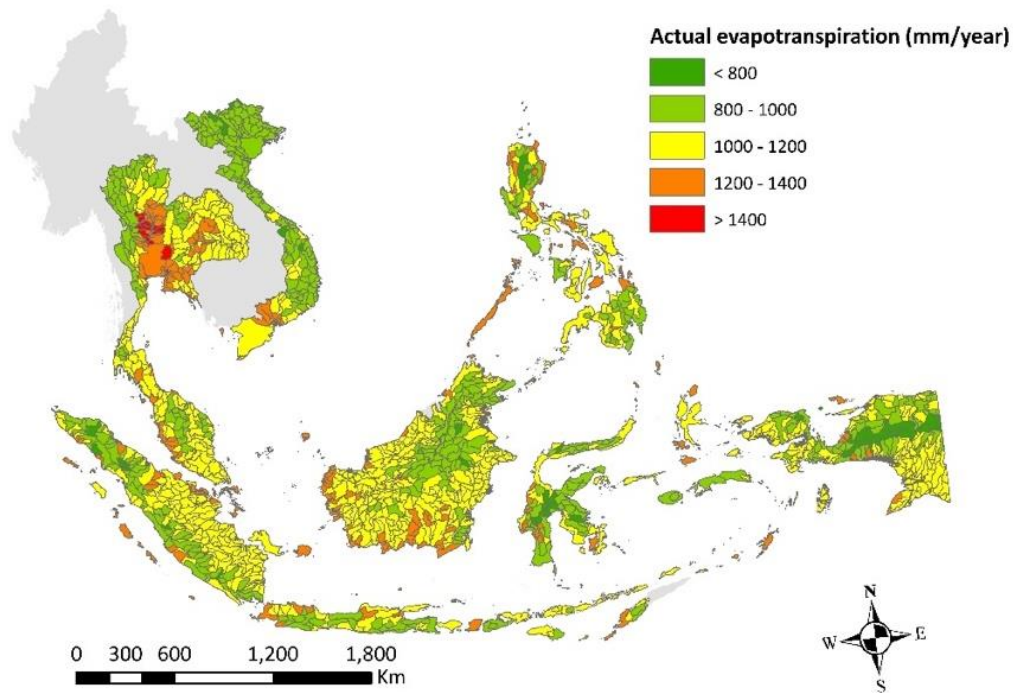 Actual evapotranspiration (mm/year)
< 800
800 - 1000
1000 - 1200
1200 - 1400
> 1400
N
W E
S
0 300 600 1,200 1,800
Km